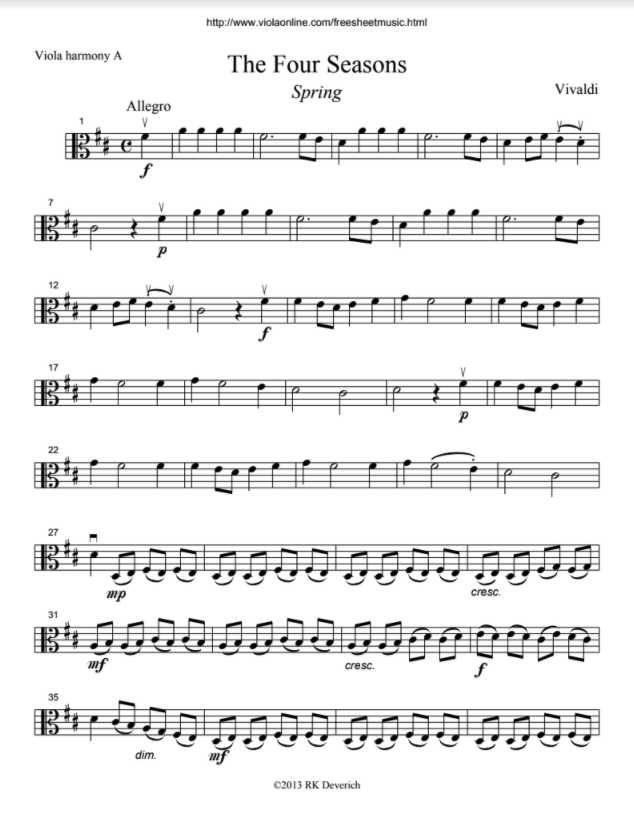 http://www.violaonline.com/freesheetmusic.html
Viola harmony A
The Four Seasons
Spring
Vivaldi
Allegro
1
f
7
p
12
f
17
p
22
27
mp
cresc.
31
mf
cresc.
f
35
dim.
mf
©2013 RK Deverich